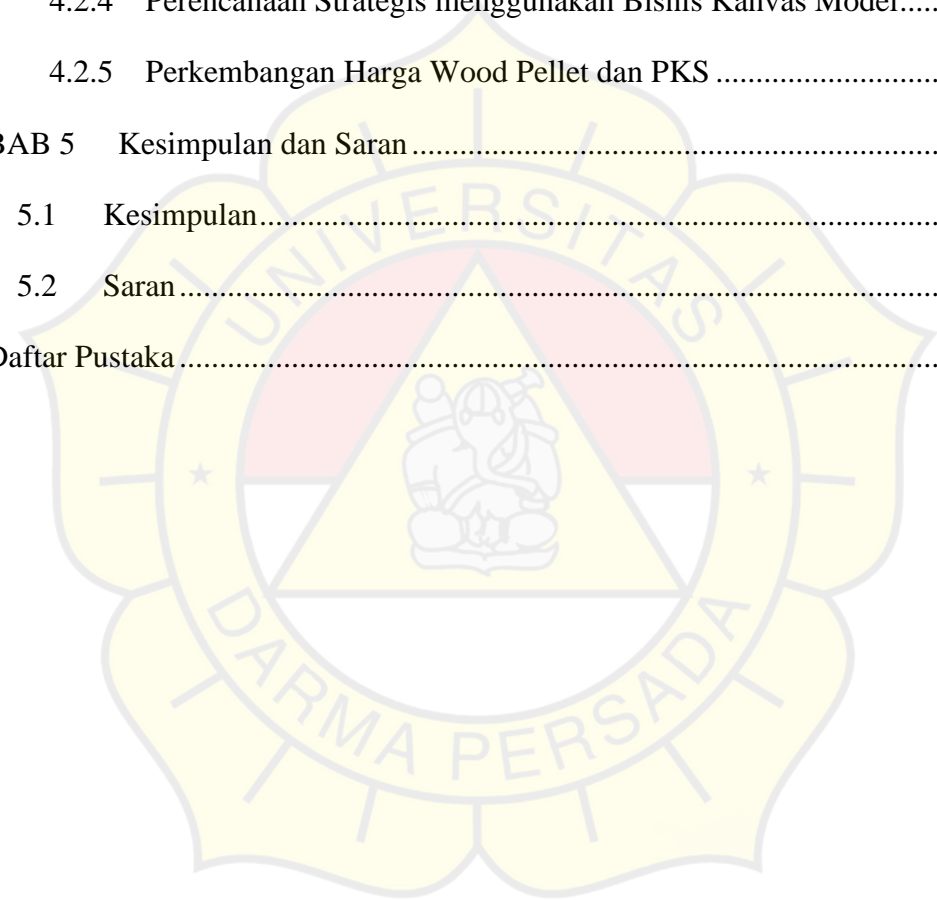 4.2.4 Perencanaan Strategis menggunakan Bisnis Kanvas Model.....
4.2.5 Perkembangan Harga Wood Pellet dan PKS ..............................
BAB 5 Kesimpulan dan Saran ......................................................................
5.1 Kesimpulan.........................................................................................
5.2 Saran ....................................................................................................
Daftar Pustaka ....................................................................................................
UNIVERSITAS
DARMA PERSADA